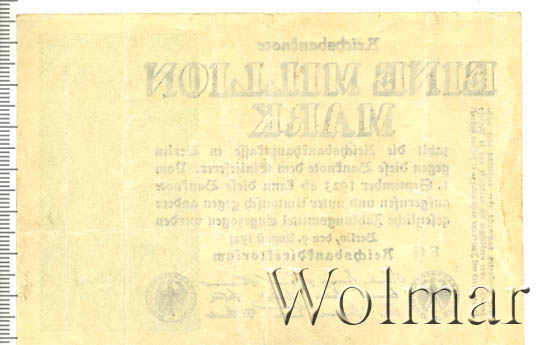 Reichsbanknote
EINE MILLION
MARK
zahlt die Reichsbankhauptkasse in Berlin
gegen diese Banknote dem Einlieferer. Vom
1. September 1923 ab kann diese Banknote
aufgerufen und unter Umtausch gegen andere
gesetzliche Zahlungsmittel eingezogen werden
Berlin, den 9. August 1923
Reichsbankdirektorium
Wolmar